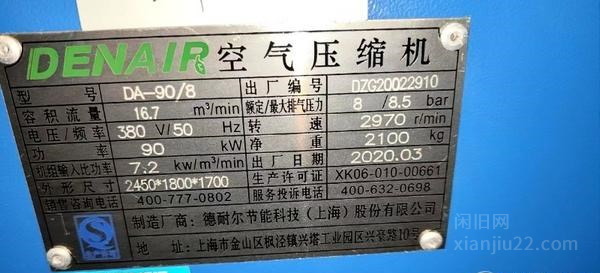 DENAIR 空气压缩机
型号 DA-90/8 出厂编号 DZG20022910
容积流量 16.7 m³/min 额定/最大排气压力 8 / 8.5 bar
电压/频率 380 V/50 Hz 转速 2970 r/min
功率 90 kW 净重 2100 kg
机组输入比功率 7.2 kw/m³/min 出厂日期 2020.03
外形尺寸 2450*1800*1700 生产许可证 XK06-010-00661
销售咨询电话 400-777-0802 服务投诉电话 400-632-0698
制造厂商：德耐尔节能科技（上海）股份有限公司
地址：上海市金山区枫泾镇兴塔工业园区兴豪路10号
闲旧网
xianjiu22.com